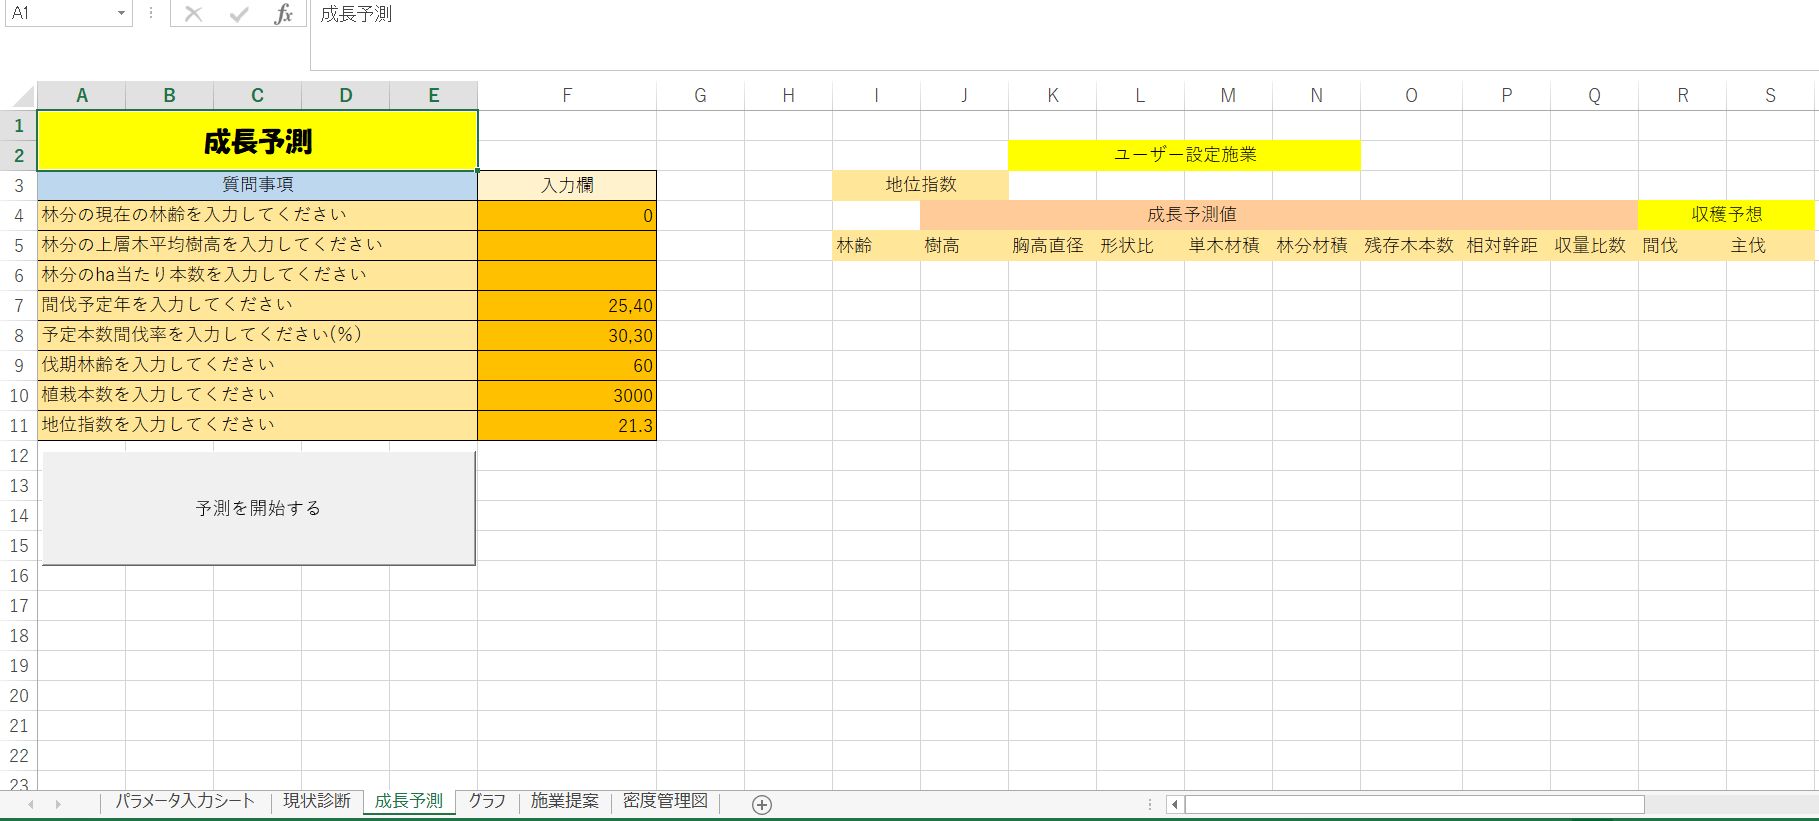 A1
fx
成長予測
A B C D E F G H I J K L M N O P Q R S
1
成長予測
2
ユーザー設定施業
3 質問事項 入力欄 地位指数
4 林分の現在の林齢を入力してください 0 成長予測値 収穫予想
5 林分の上層木平均樹高を入力してください 林齢 樹高 胸高直径 形状比 単木材積 林分材積 残存木本数 相対幹距 収量比数 間伐 主伐
6 林分のha当たり本数を入力してください
7 間伐予定年を入力してください 25,40
8 予定本数間伐率を入力してください(%) 30,30
9 伐期林齢を入力してください 60
10 植栽本数を入力してください 3000
11 地位指数を入力してください 21.3
12
13
14 予測を開始する
15
16
17
18
19
20
21
22
23
パラメータ入力シート 現状診断 成長予測 グラフ 施業提案 密度管理図